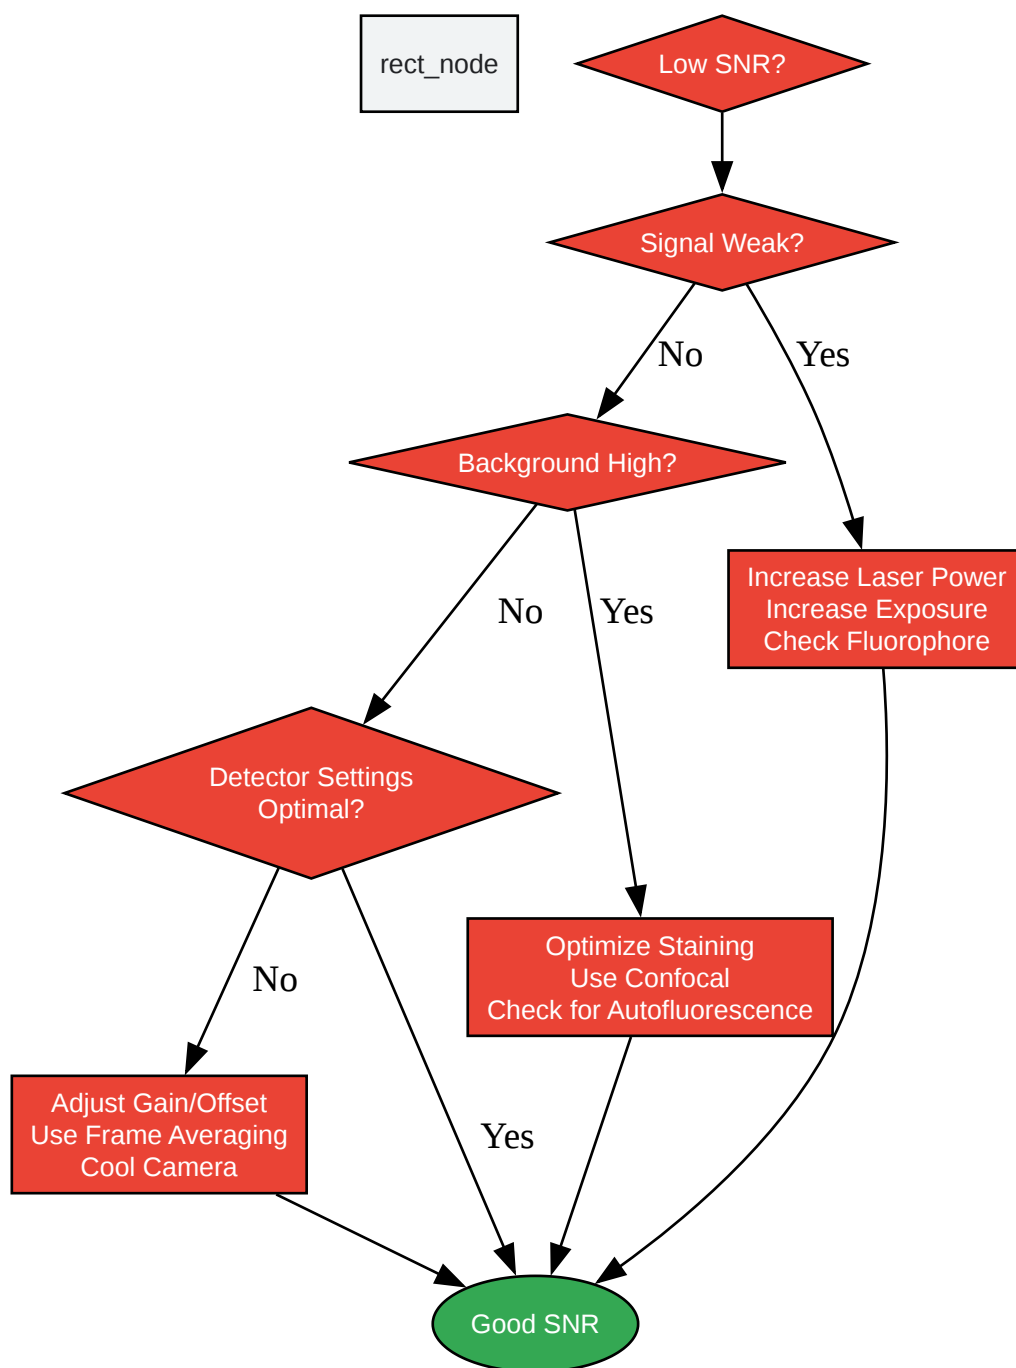 rect_node
Low SNR?
Signal Weak?
No
Yes
Background High?
Increase Laser Power
Increase Exposure
Check Fluorophore
No
Yes
Detector Settings
Optimal?
Optimize Staining
Use Confocal
Check for Autofluorescence
No
Adjust Gain/Offset
Use Frame Averaging
Cool Camera
Yes
Good SNR